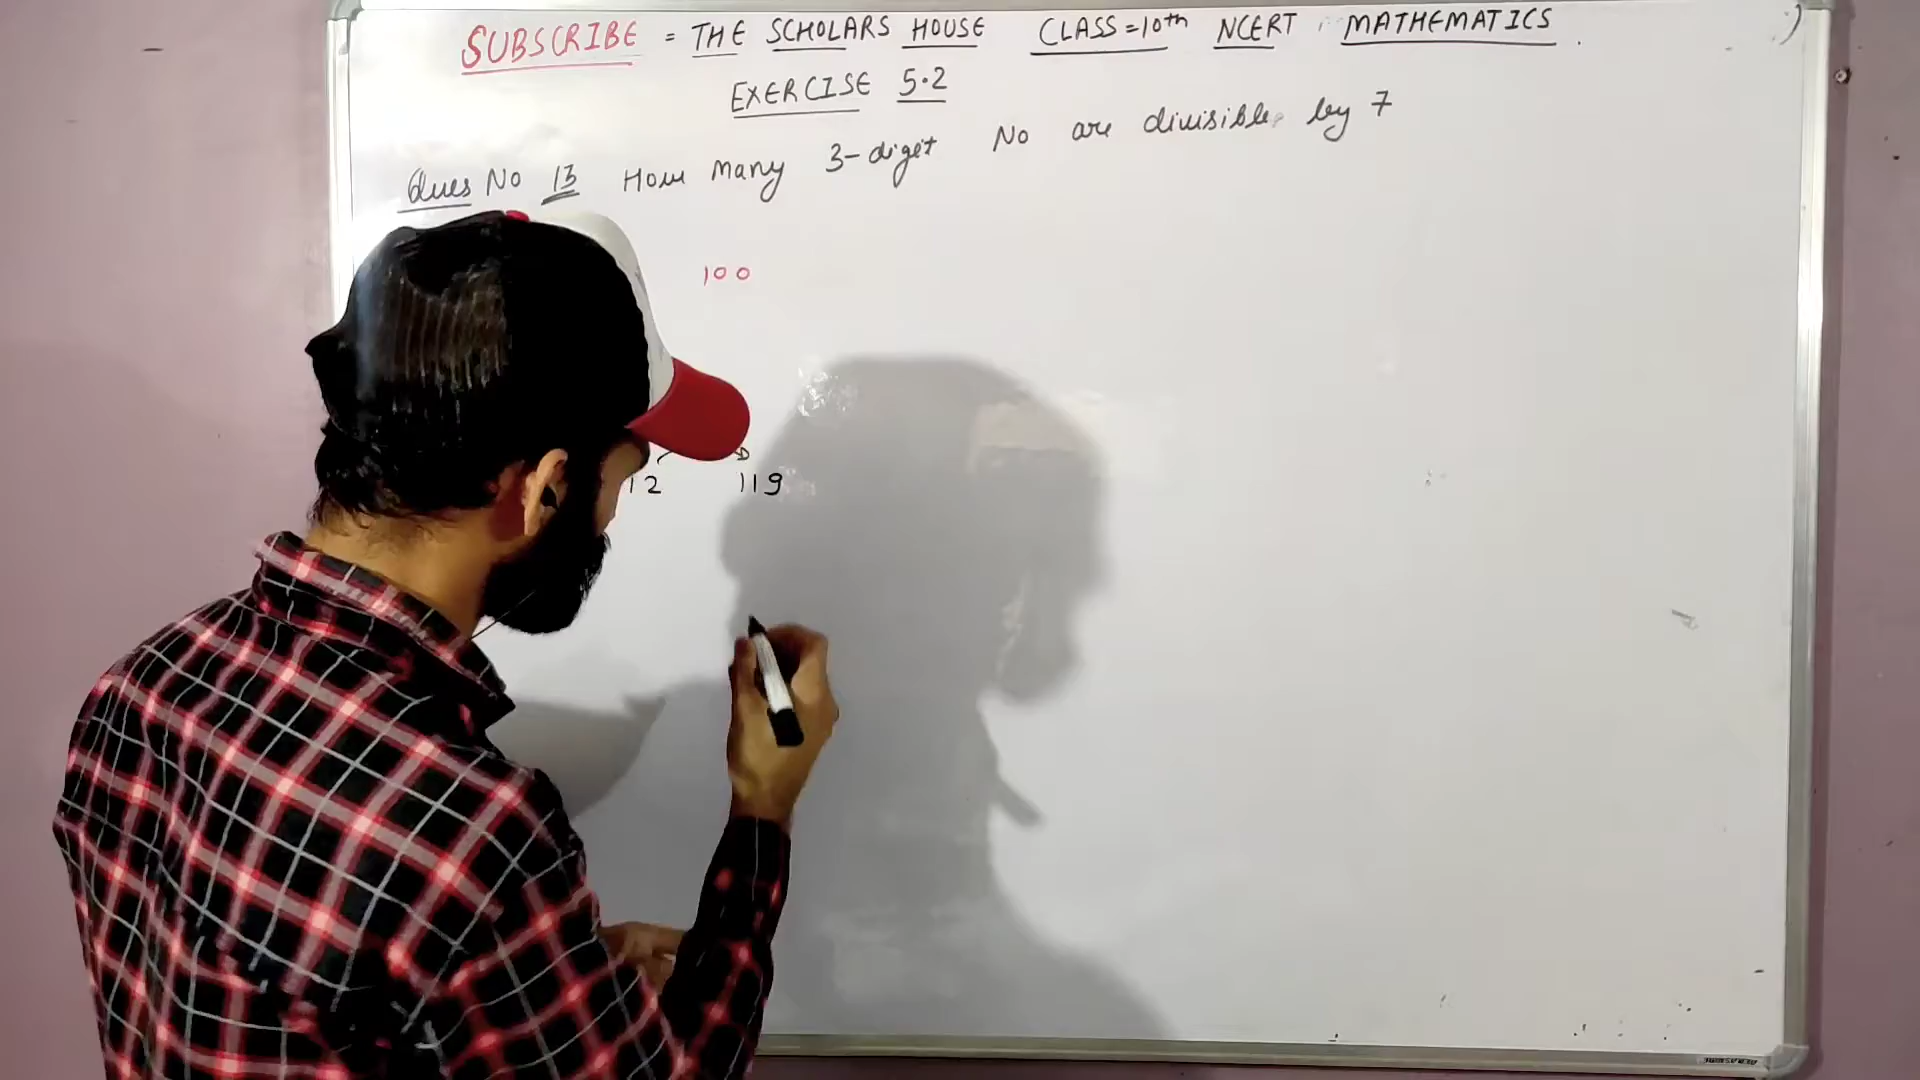 SUBSCRIBE = THE SCHOLARS HOUSE CLASS=10th NCERT MATHEMATICS
EXERCISE 5.2
Ques No 13 How many 3-digit No are divisible by 7
100
12 119